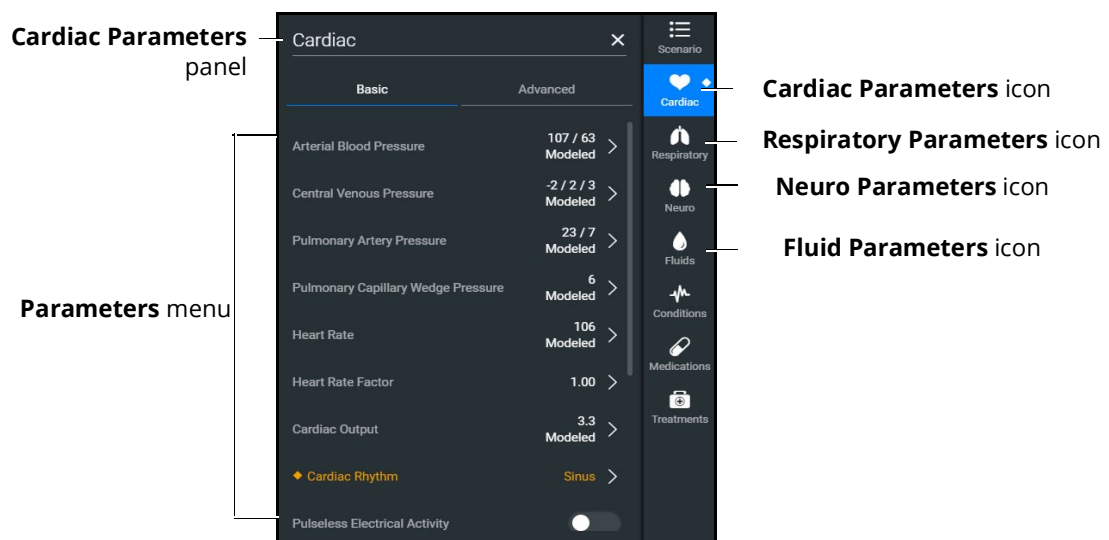 Cardiac Parameters
panel
Parameters menu
Cardiac
Basic
Advanced
Arterial Blood Pressure
107 / 63
Modeled
Central Venous Pressure
-2 / 2 / 3
Modeled
Pulmonary Artery Pressure
23 / 7
Modeled
Pulmonary Capillary Wedge Pressure
6
Modeled
Heart Rate
106
Modeled
Heart Rate Factor
1.00
Cardiac Output
3.3
Modeled
Cardiac Rhythm
Sinus
Pulseless Electrical Activity
Scenario
Cardiac
Respiratory
Neuro
Fluids
Conditions
Medications
Treatments
Cardiac Parameters icon
Respiratory Parameters icon
Neuro Parameters icon
Fluid Parameters icon